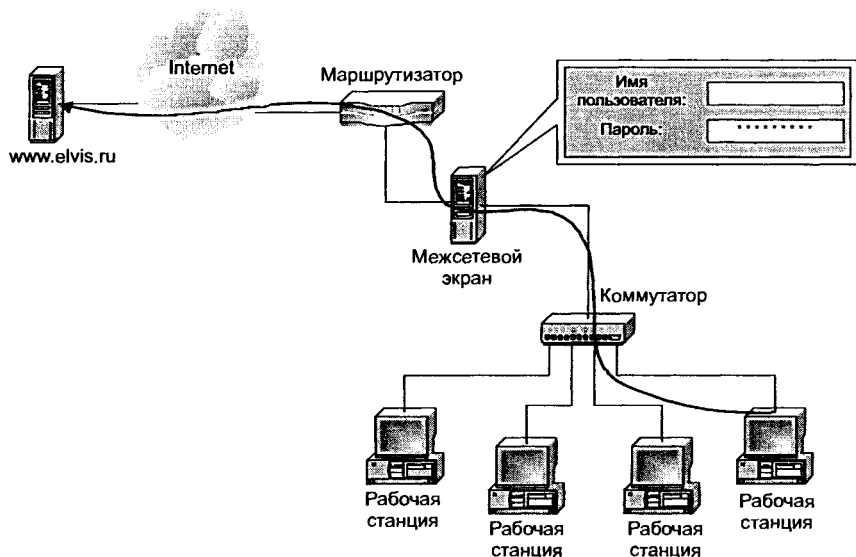 Internet
Маршрутизатор
Имя
пользователя:
Пароль:
*********
www.elvis.ru
Межсетевой
экран
Коммутатор
Рабочая
станция
Рабочая
станция
Рабочая
станция
Рабочая
станция